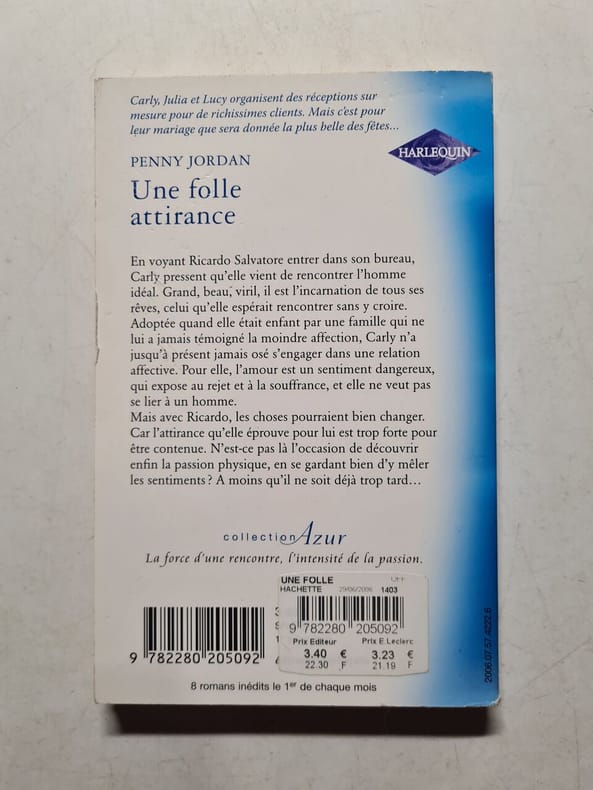 Carly, Julia et Lucy organisent des réceptions sur
mesure pour de richissimes clients. Mais c'est pour
leur mariage que sera donnée la plus belle des fêtes...
HARLEQUIN
PENNY JORDAN
Une folle
attirance
En voyant Ricardo Salvatore entrer dans son bureau,
Carly pressent qu'elle vient de rencontrer l'homme
idéal. Grand, beau, viril, il est l'incarnation de tous ses
rêves, celui qu'elle espérait rencontrer sans y croire.
Adoptée quand elle était enfant par une famille qui ne
lui a jamais témoigné la moindre affection, Carly n'a
jusqu'à présent jamais osé s'engager dans une relation
affective. Pour elle, l'amour est un sentiment dangereux,
qui expose au rejet et à la souffrance, et elle ne veut pas
se lier à un homme.
Mais avec Ricardo, les choses pourraient bien changer.
Car l'attirance qu'elle éprouve pour lui est trop forte pour
être contenue. N'est-ce pas là l'occasion de découvrir
enfin la passion physique, en se gardant bien d'y mêler
les sentiments ? A moins qu'il ne soit déjà trop tard...
collection Azur
La force d'une rencontre, l'intensité de la passion.
UNE FOLLE
HACHETTE 29/06/2006 1403
9 782280 205092
Prix Editeur Prix E.Leclerc
3.40 € 3.23 €
22.30 F 21.19 F
9 782280 205092
8 romans inédits le 1er de chaque mois
2006.07.57.4222.6